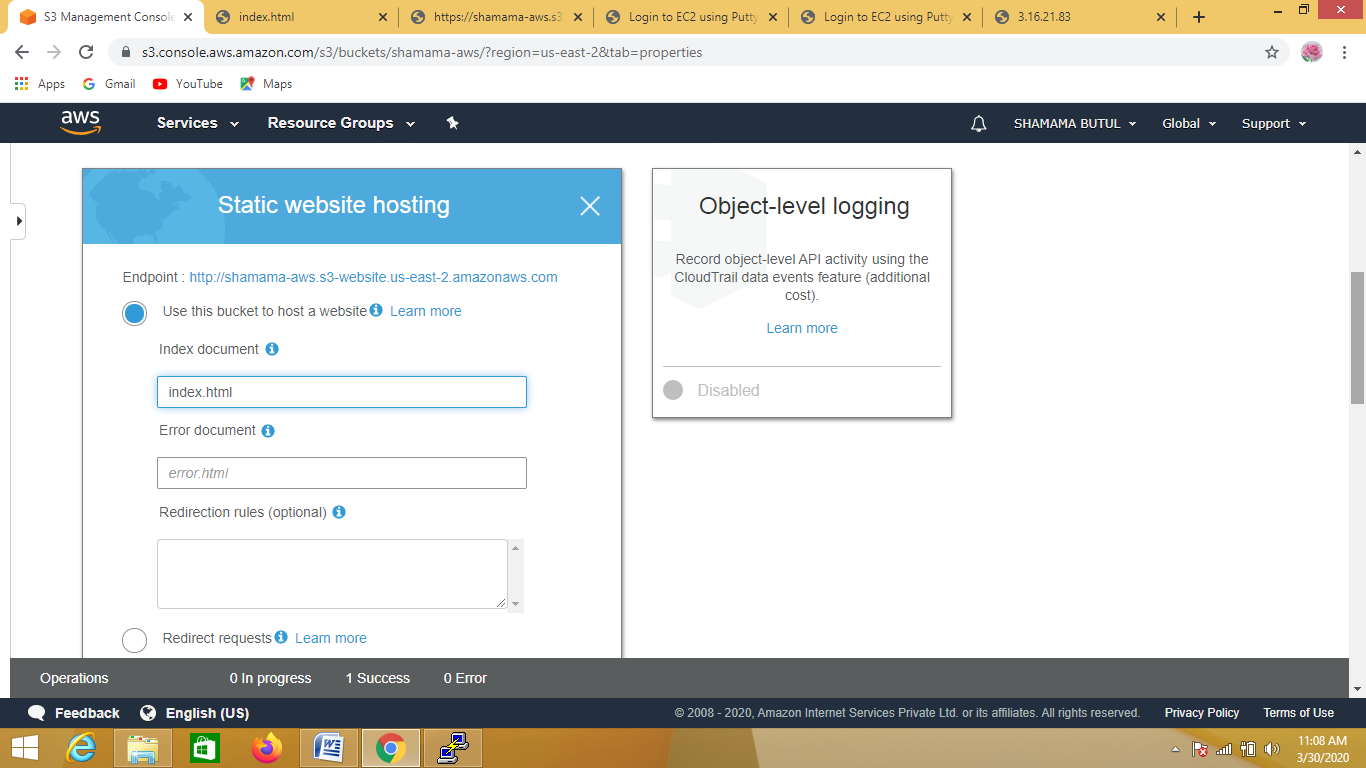 S3 Management Console
index.html
https://shamama-aws.s3.
Login to EC2 using Putty
Login to EC2 using Putty
3.16.21.83
s3.console.aws.amazon.com/s3/buckets/shamama-aws/?region=us-east-2&tab=properties
Apps
Gmail
YouTube
Maps
aws
Services
Resource Groups
SHAMAMA BUTUL
Global
Support
Static website hosting
Endpoint : http://shamama-aws.s3-website.us-east-2.amazonaws.com
Use this bucket to host a website
Learn more
Index document
index.html
Error document
error.html
Redirection rules (optional)
Redirect requests
Learn more
Object-level logging
Record object-level API activity using the
CloudTrail data events feature (additional
cost).
Learn more
Disabled
Operations
0 In progress
1 Success
0 Error
Feedback
English (US)
© 2008 - 2020, Amazon Internet Services Private Ltd. or its affiliates. All rights reserved.
Privacy Policy
Terms of Use
11:08 AM
3/30/2020